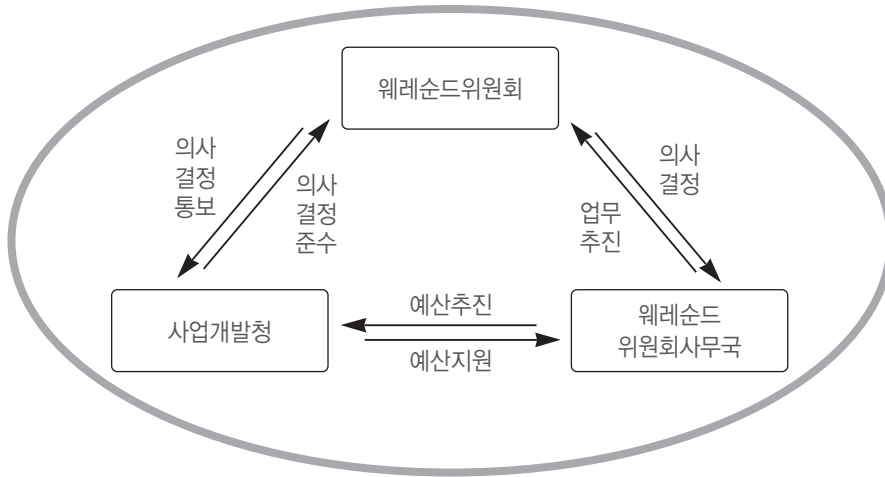 웨레순드위원회
의사
결정
통보
의사
결정
준수
업무
추진
의사
결정
사업개발청
예산추진
예산지원
웨레순드
위원회사무국